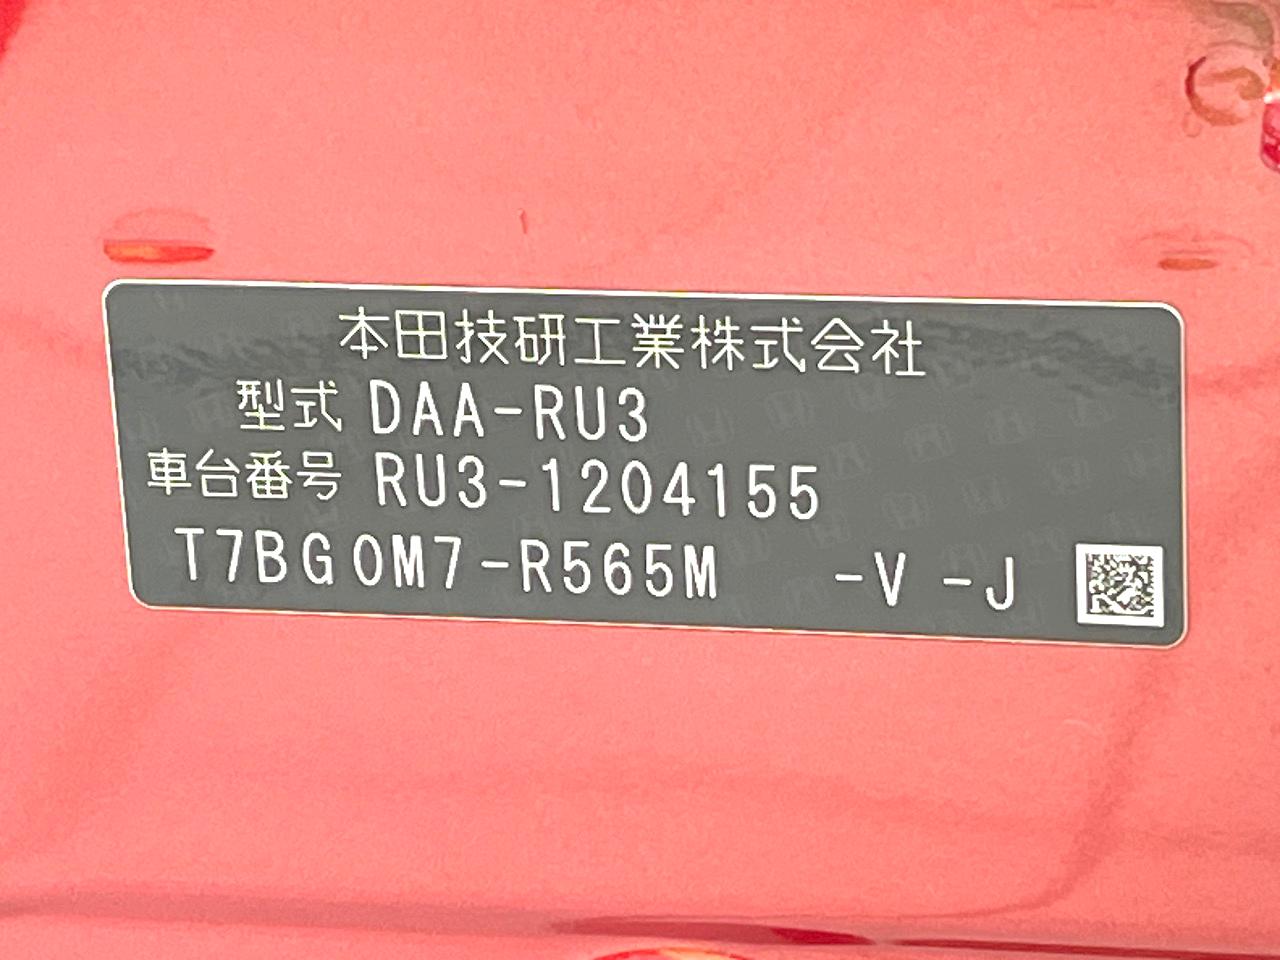 本田技研工業株式会社
型式 DAA-RU3
車台番号 RU3-1204155
T7BG0M7-R565M -V -J